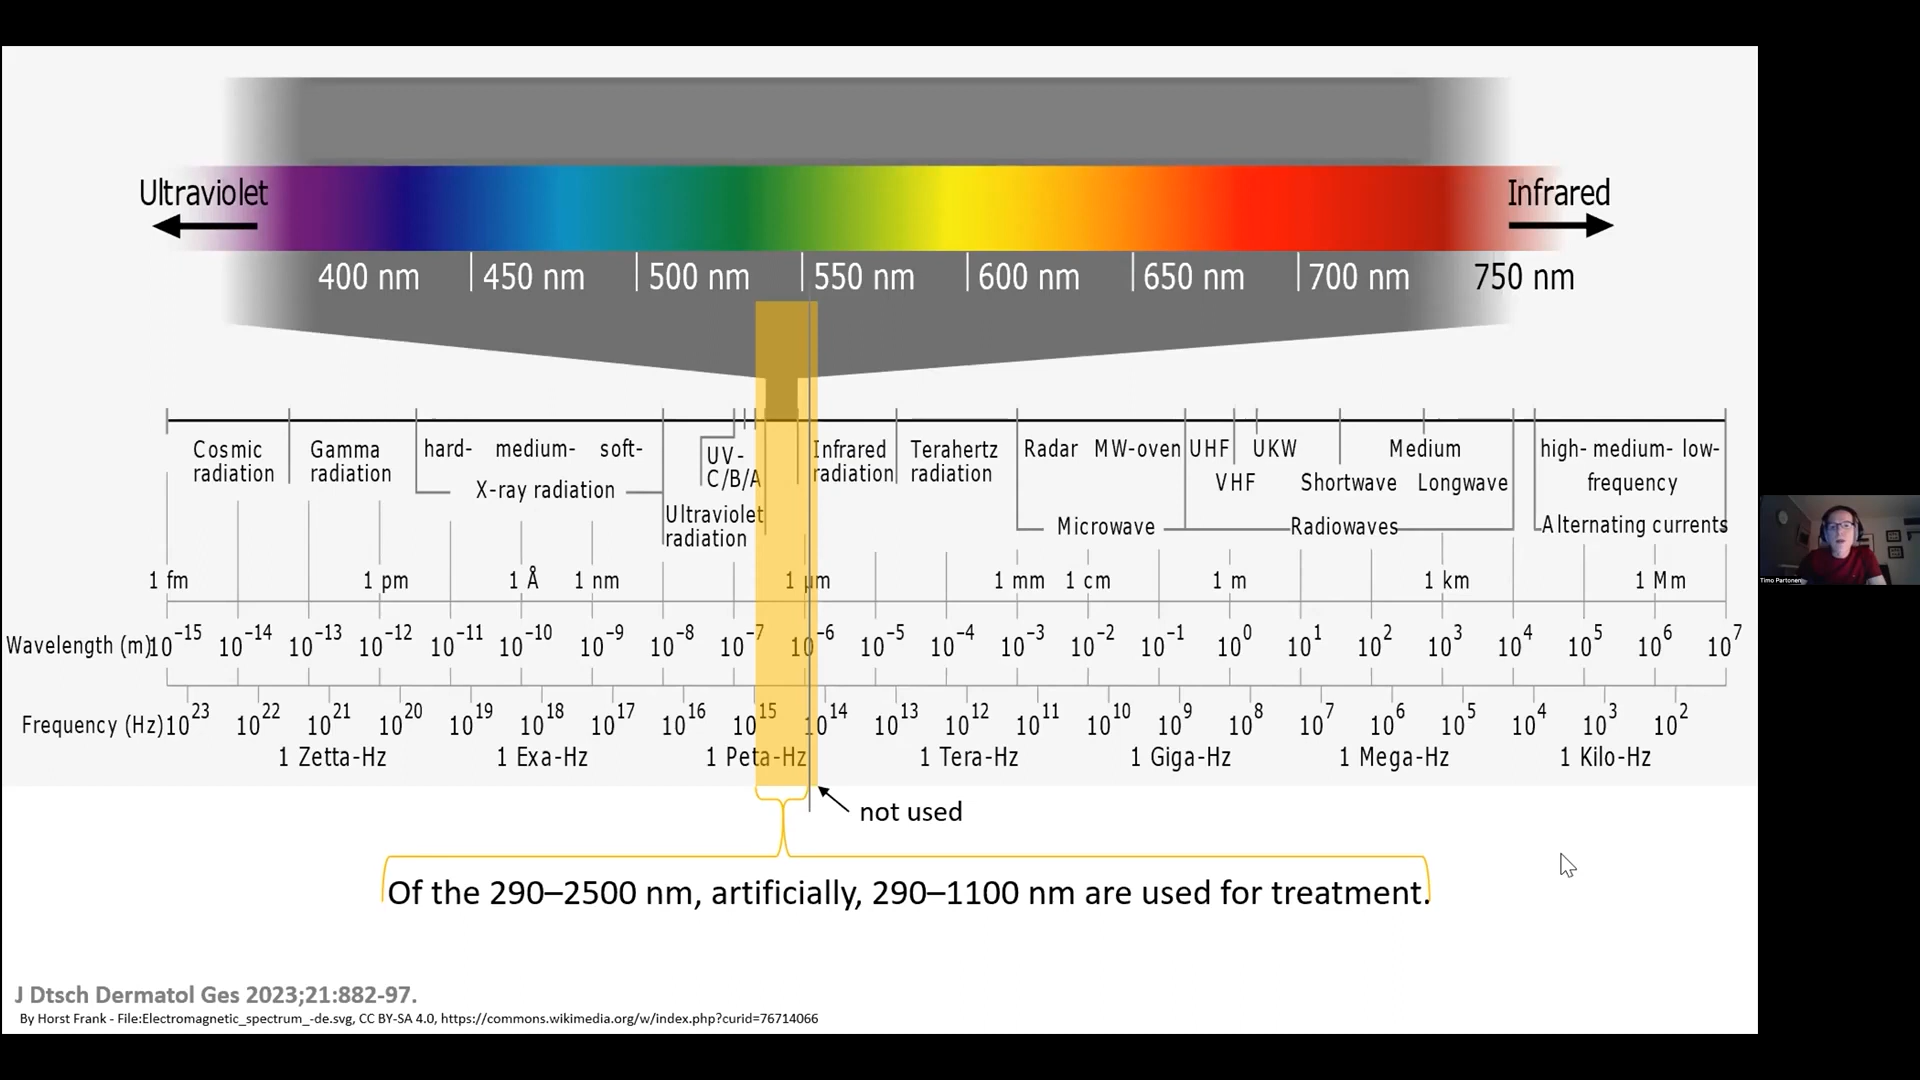 Ultraviolet
Infrared
400 nm 450 nm 500 nm 550 nm 600 nm 650 nm 700 nm 750 nm
Cosmic radiation
Gamma radiation
hard- medium- soft-
X-ray radiation
UV-
C/B/A
Ultraviolet radiation
Infrared radiation
Terahertz radiation
Radar MW-oven
Microwave
UHF UKW Medium
VHF Shortwave Longwave
Radiowaves
high- medium- low-
frequency
Alternating currents
1 fm 1 pm 1 Å 1 nm 1 µm 1 mm 1 cm 1 m 1 km 1 Mm
Wavelength (m) 10⁻¹⁵ 10⁻¹⁴ 10⁻¹³ 10⁻¹² 10⁻¹¹ 10⁻¹⁰ 10⁻⁹ 10⁻⁸ 10⁻⁷ 10⁻⁶ 10⁻⁵ 10⁻⁴ 10⁻³ 10⁻² 10⁻¹ 10⁰ 10¹ 10² 10³ 10⁴ 10⁵ 10⁶ 10⁷
Frequency (Hz) 10²³ 10²² 10²¹ 10²⁰ 10¹⁹ 10¹⁸ 10¹⁷ 10¹⁶ 10¹⁵ 10¹⁴ 10¹³ 10¹² 10¹¹ 10¹⁰ 10⁹ 10⁸ 10⁷ 10⁶ 10⁵ 10⁴ 10³ 10²
1 Zetta-Hz 1 Exa-Hz 1 Peta-Hz 1 Tera-Hz 1 Giga-Hz 1 Mega-Hz 1 Kilo-Hz
not used
Of the 290–2500 nm, artificially, 290–1100 nm are used for treatment.
J Dtsch Dermatol Ges 2023;21:882-97.
By Horst Frank - File:Electromagnetic_spectrum_-de.svg, CC BY-SA 4.0, https://commons.wikimedia.org/w/index.php?curid=76714066
Timo Partonen